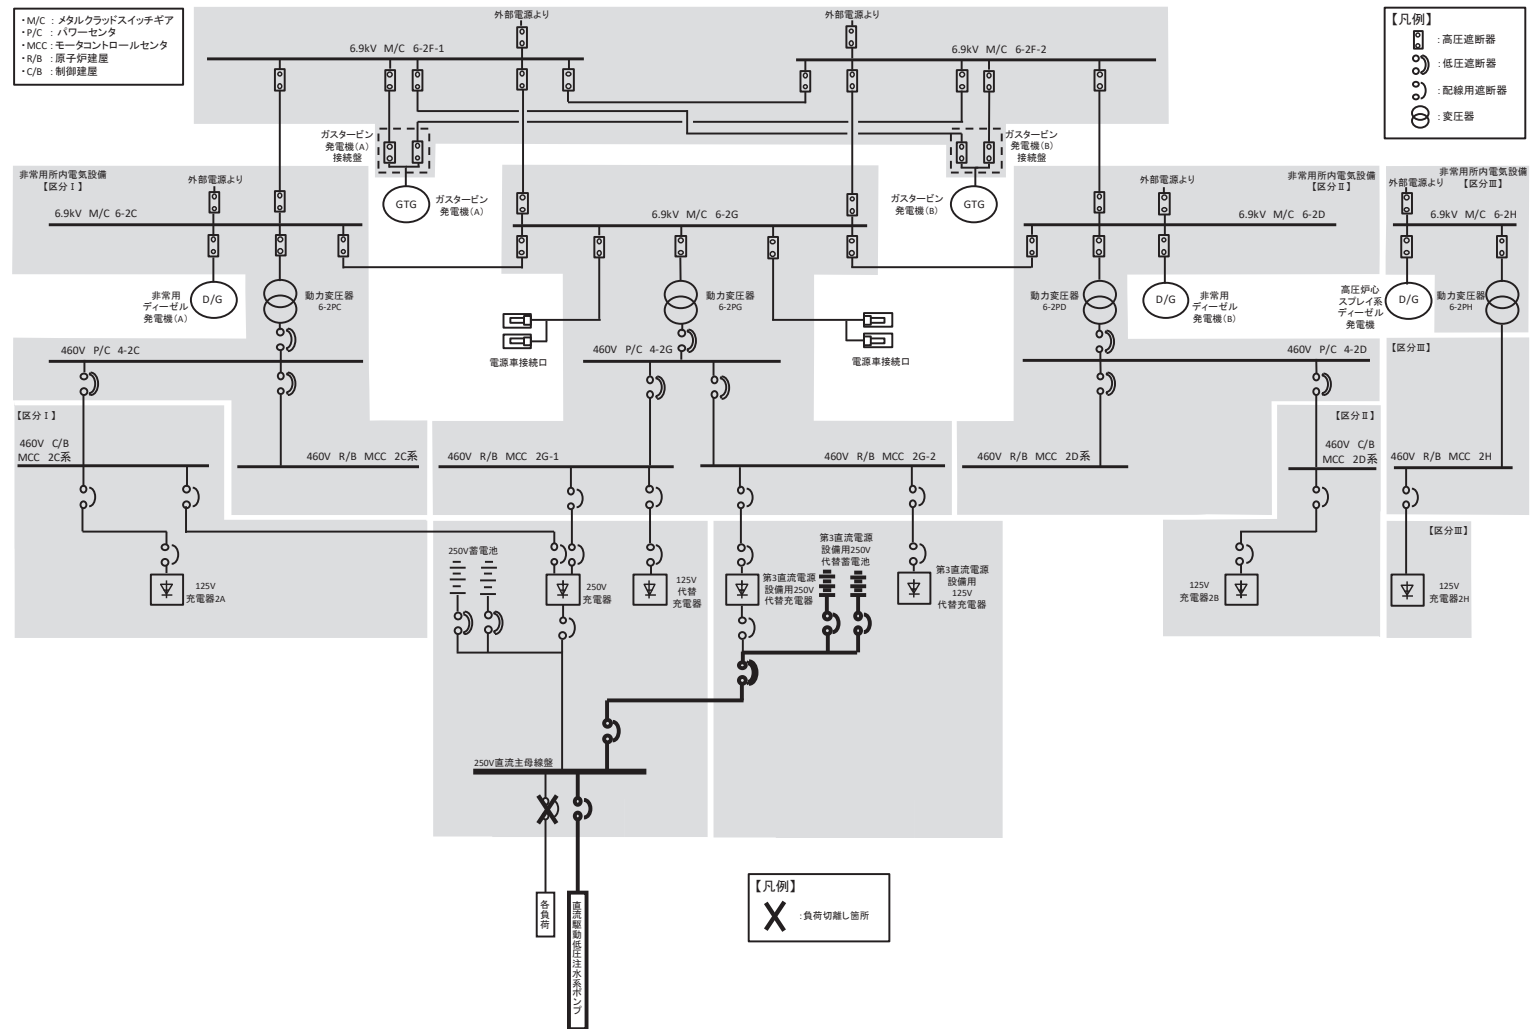 ・M/C : メタルクラッドスイッチギア
・P/C : パワーセンタ
・MCC : モータコントロールセンタ
・R/B : 原子炉建屋
・C/B : 制御建屋
外部電源より
外部電源より
【凡例】
: 高圧遮断器
: 低圧遮断器
: 配線用遮断器
: 変圧器
6.9kV M/C 6-2F-1
6.9kV M/C 6-2F-2
ガスタービン
発電機(A)
接続盤
ガスタービン
発電機(B)
接続盤
非常用所内電気設備
【区分Ⅰ】
外部電源より
GTG
ガスタービン
発電機(A)
ガスタービン
発電機(B)
GTG
外部電源より
非常用所内電気設備
【区分Ⅱ】
非常用所内電気設備
【区分Ⅲ】
外部電源より
6.9kV M/C 6-2C
6.9kV M/C 6-2G
6.9kV M/C 6-2D
6.9kV M/C 6-2H
非常用
ディーゼル
発電機(A)
D/G
動力変圧器
6-2PC
動力変圧器
6-2PG
動力変圧器
6-2PD
D/G
非常用
ディーゼル
発電機(B)
高圧炉心
スプレイ系
ディーゼル
発電機
D/G
動力変圧器
6-2PH
電源車接続口
電源車接続口
460V P/C 4-2C
460V P/C 4-2G
460V P/C 4-2D
【区分Ⅲ】
【区分Ⅰ】
【区分Ⅱ】
460V C/B
MCC 2C系
460V R/B MCC 2C系
460V R/B MCC 2G-1
460V R/B MCC 2G-2
460V R/B MCC 2D系
460V C/B
MCC 2D系
460V R/B MCC 2H
【区分Ⅲ】
125V
充電器2A
250V蓄電池
250V
充電器
125V
代替
充電器
第3直流電源
設備用250V
代替充電器
第3直流電源
設備用250V
代替蓄電池
第3直流電源
設備用
125V
代替充電器
125V
充電器2B
125V
充電器2H
250V直流主母線盤
各負荷
直流駆動低圧注水系ポンプ
【凡例】
: 負荷切離し箇所